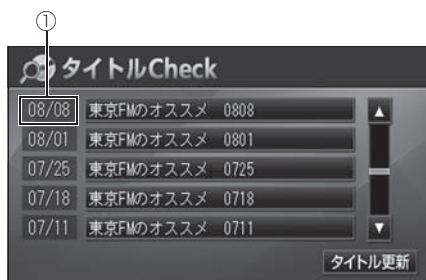 ①
タイトルCheck
08/08 東京FMのオススメ 0808
08/01 東京FMのオススメ 0801
07/25 東京FMのオススメ 0725
07/18 東京FMのオススメ 0718
07/11 東京FMのオススメ 0711
タイトル更新